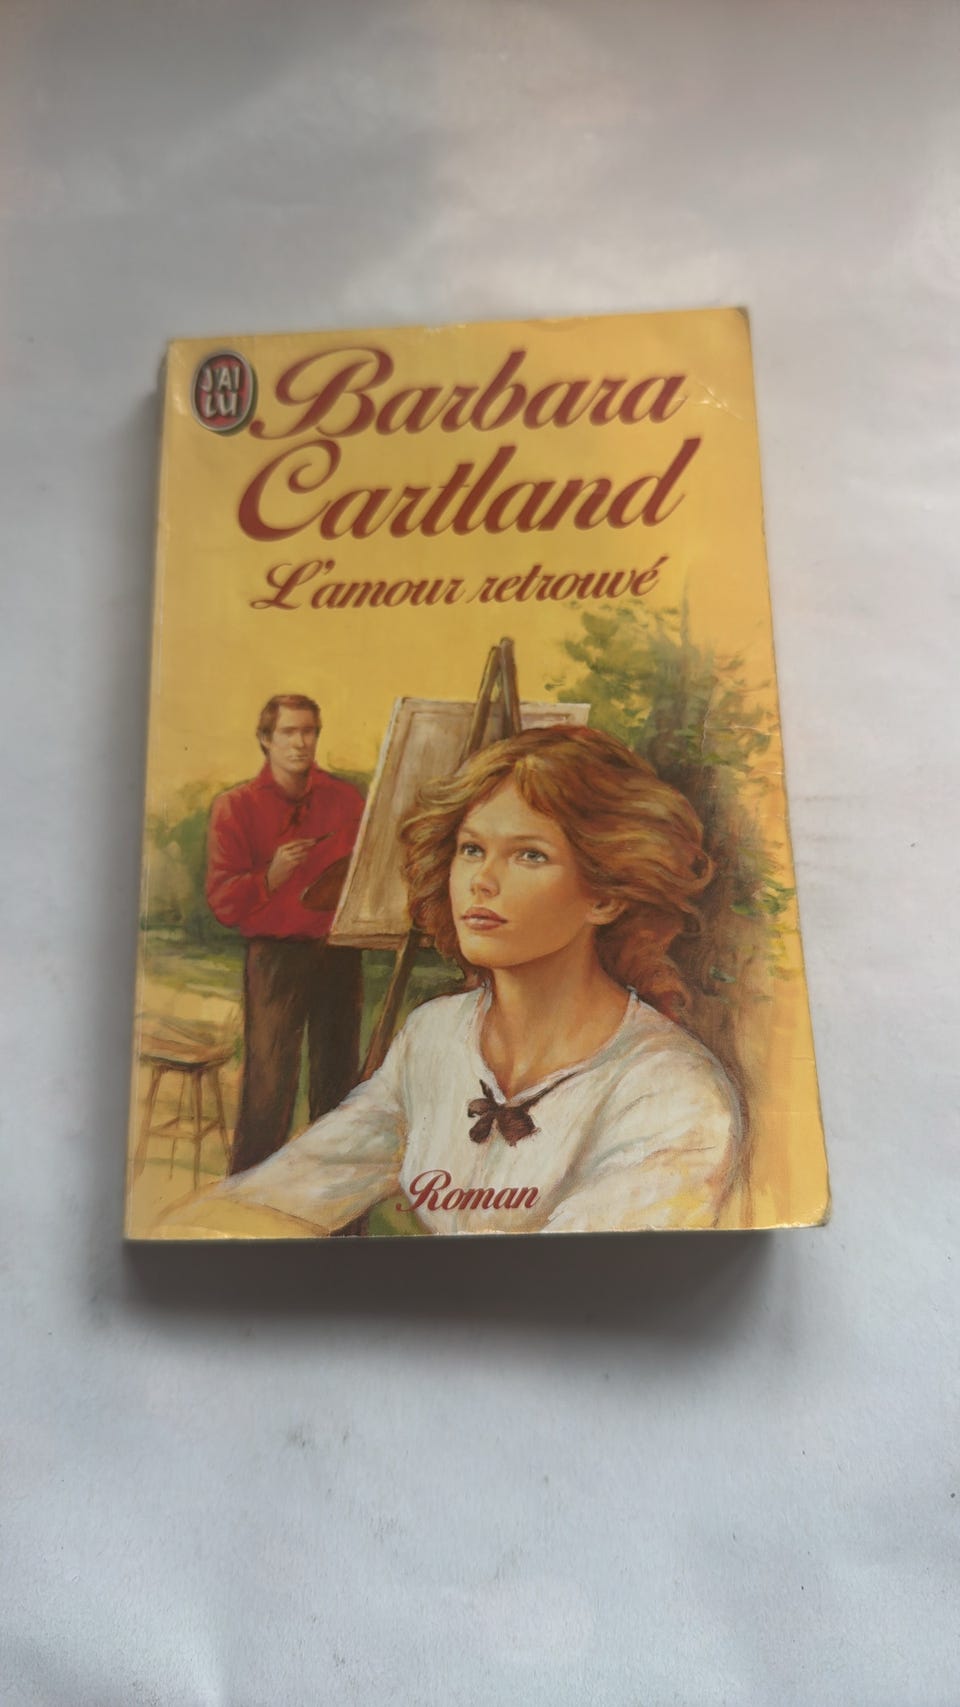 J'AI
LU
Barbara
Cartland
L'amour retrouvé
Roman